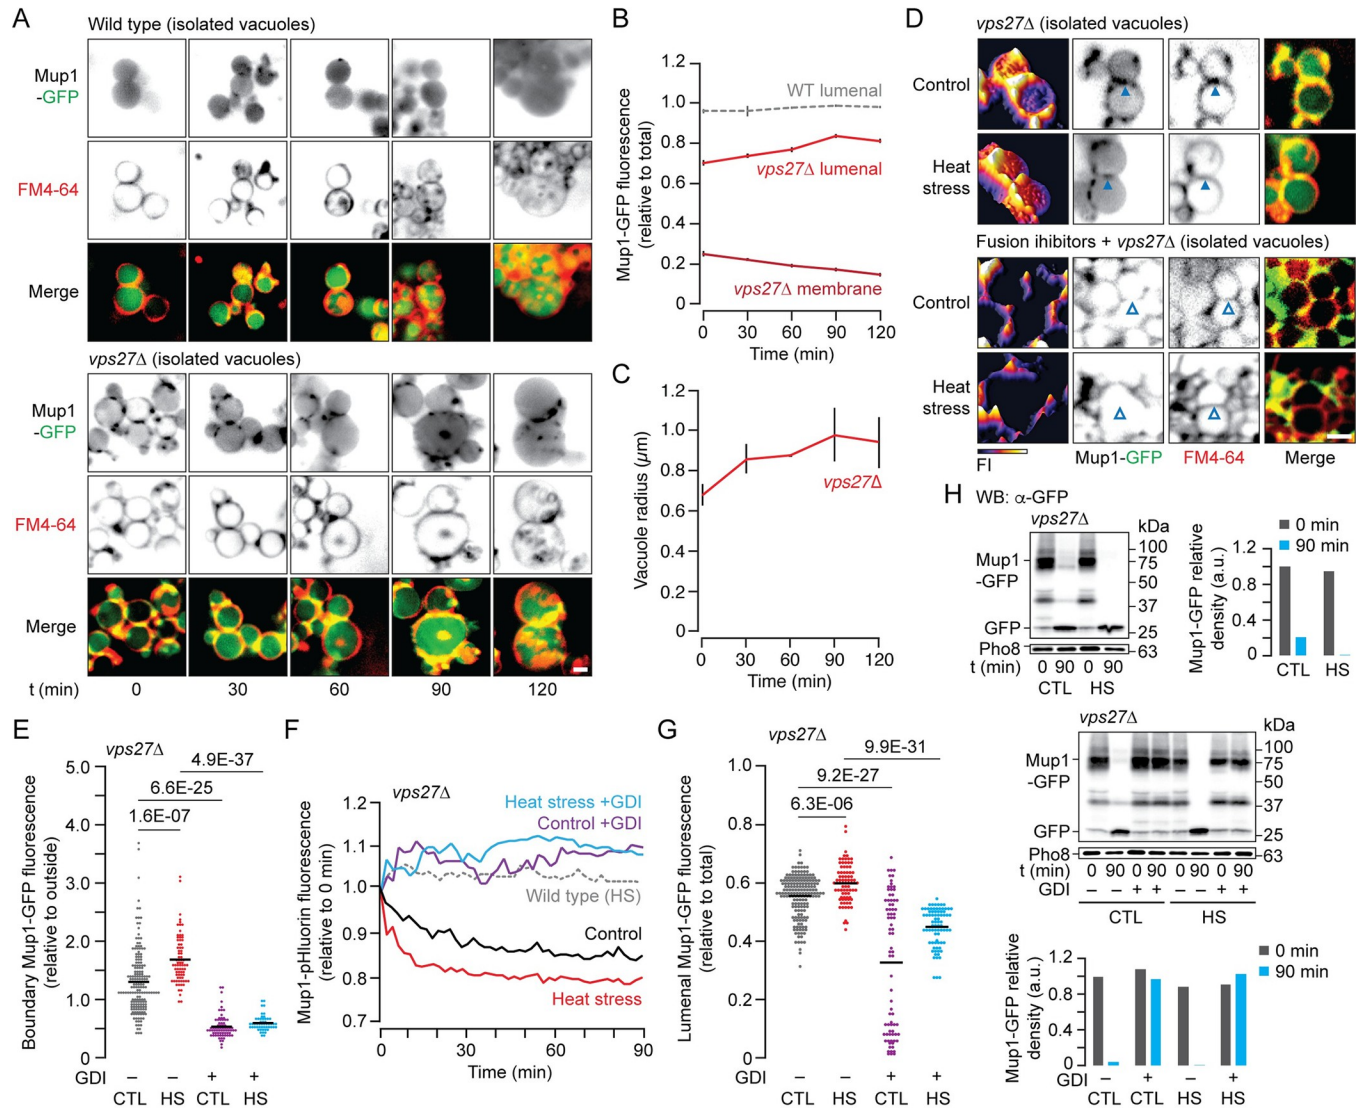 A
Wild type (isolated vacuoles)
Mup1
-GFP
FM4-64
Merge
vps27Δ (isolated vacuoles)
Mup1
-GFP
FM4-64
Merge
t (min) 0 30 60 90 120
B
Mup1-GFP fluorescence
(relative to total)
1.2
1.0
0.8
0.6
0.4
0.2
0
WT lumenal
vps27Δ lumenal
vps27Δ membrane
0 30 60 90 120
Time (min)
C
Vacuole radius (µm)
1.2
1.0
0.8
0.6
0.4
0.2
0
vps27Δ
0 30 60 90 120
Time (min)
D
vps27Δ (isolated vacuoles)
Control
Heat
stress
Fusion ihibitors + vps27Δ (isolated vacuoles)
Control
Heat
stress
FI
Mup1-GFP FM4-64 Merge
E
vps27Δ
4.9E-37
6.6E-25
1.6E-07
Boundary Mup1-GFP fluorescence
(relative to outside)
5.0
4.0
3.0
2.0
1.0
0
GDI – – + +
CTL HS CTL HS
F
vps27Δ
Heat stress +GDI
Control +GDI
Wild type (HS)
Control
Heat stress
Mup1-pHluorin fluorescence
(relative to 0 min)
1.2
1.1
1.0
0.9
0.8
0.7
0 30 60 90
Time (min)
G
vps27Δ
9.9E-31
9.2E-27
6.3E-06
Lumenal Mup1-GFP fluorescence
(relative to total)
1.0
0.8
0.6
0.4
0.2
0
GDI – – + +
CTL HS CTL HS
H
WB: α-GFP
vps27Δ
kDa
Mup1
-GFP
GFP
Pho8
100
75
50
37
25
63
t (min) 0 90 0 90
CTL HS
0 min
90 min
Mup1-GFP relative
density (a.u.)
1.2
0.8
0.4
0
CTL HS
vps27Δ
kDa
Mup1
-GFP
GFP
Pho8
100
75
50
37
25
63
t (min) 0 90 0 90 0 90 0 90
GDI – – + + – – + +
CTL HS
0 min
90 min
Mup1-GFP relative
density (a.u.)
1.2
0.8
0.4
0
GDI – + – +
CTL CTL HS HS